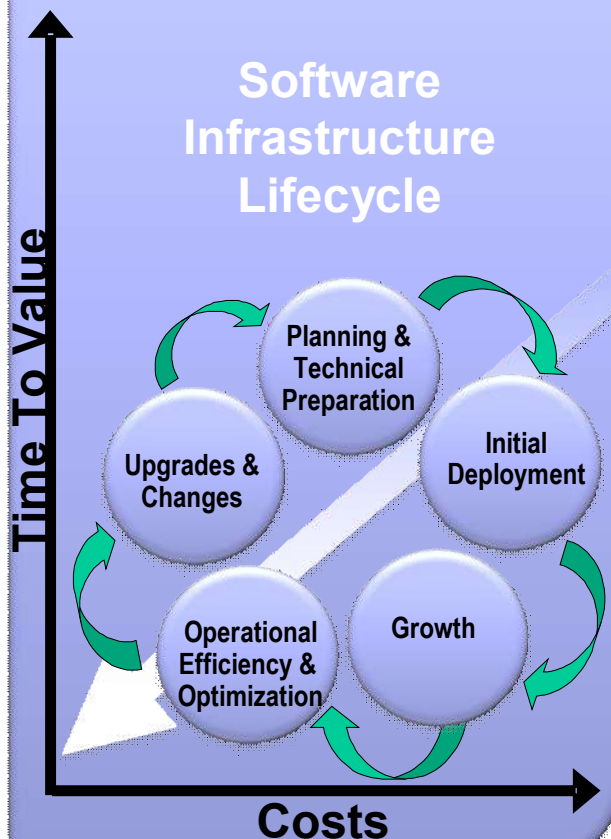 Software
Infrastructure
Lifecycle
Time To Value
Planning &
Technical
Preparation
Initial
Deployment
Upgrades &
Changes
Operational
Efficiency &
Optimization
Growth
Costs